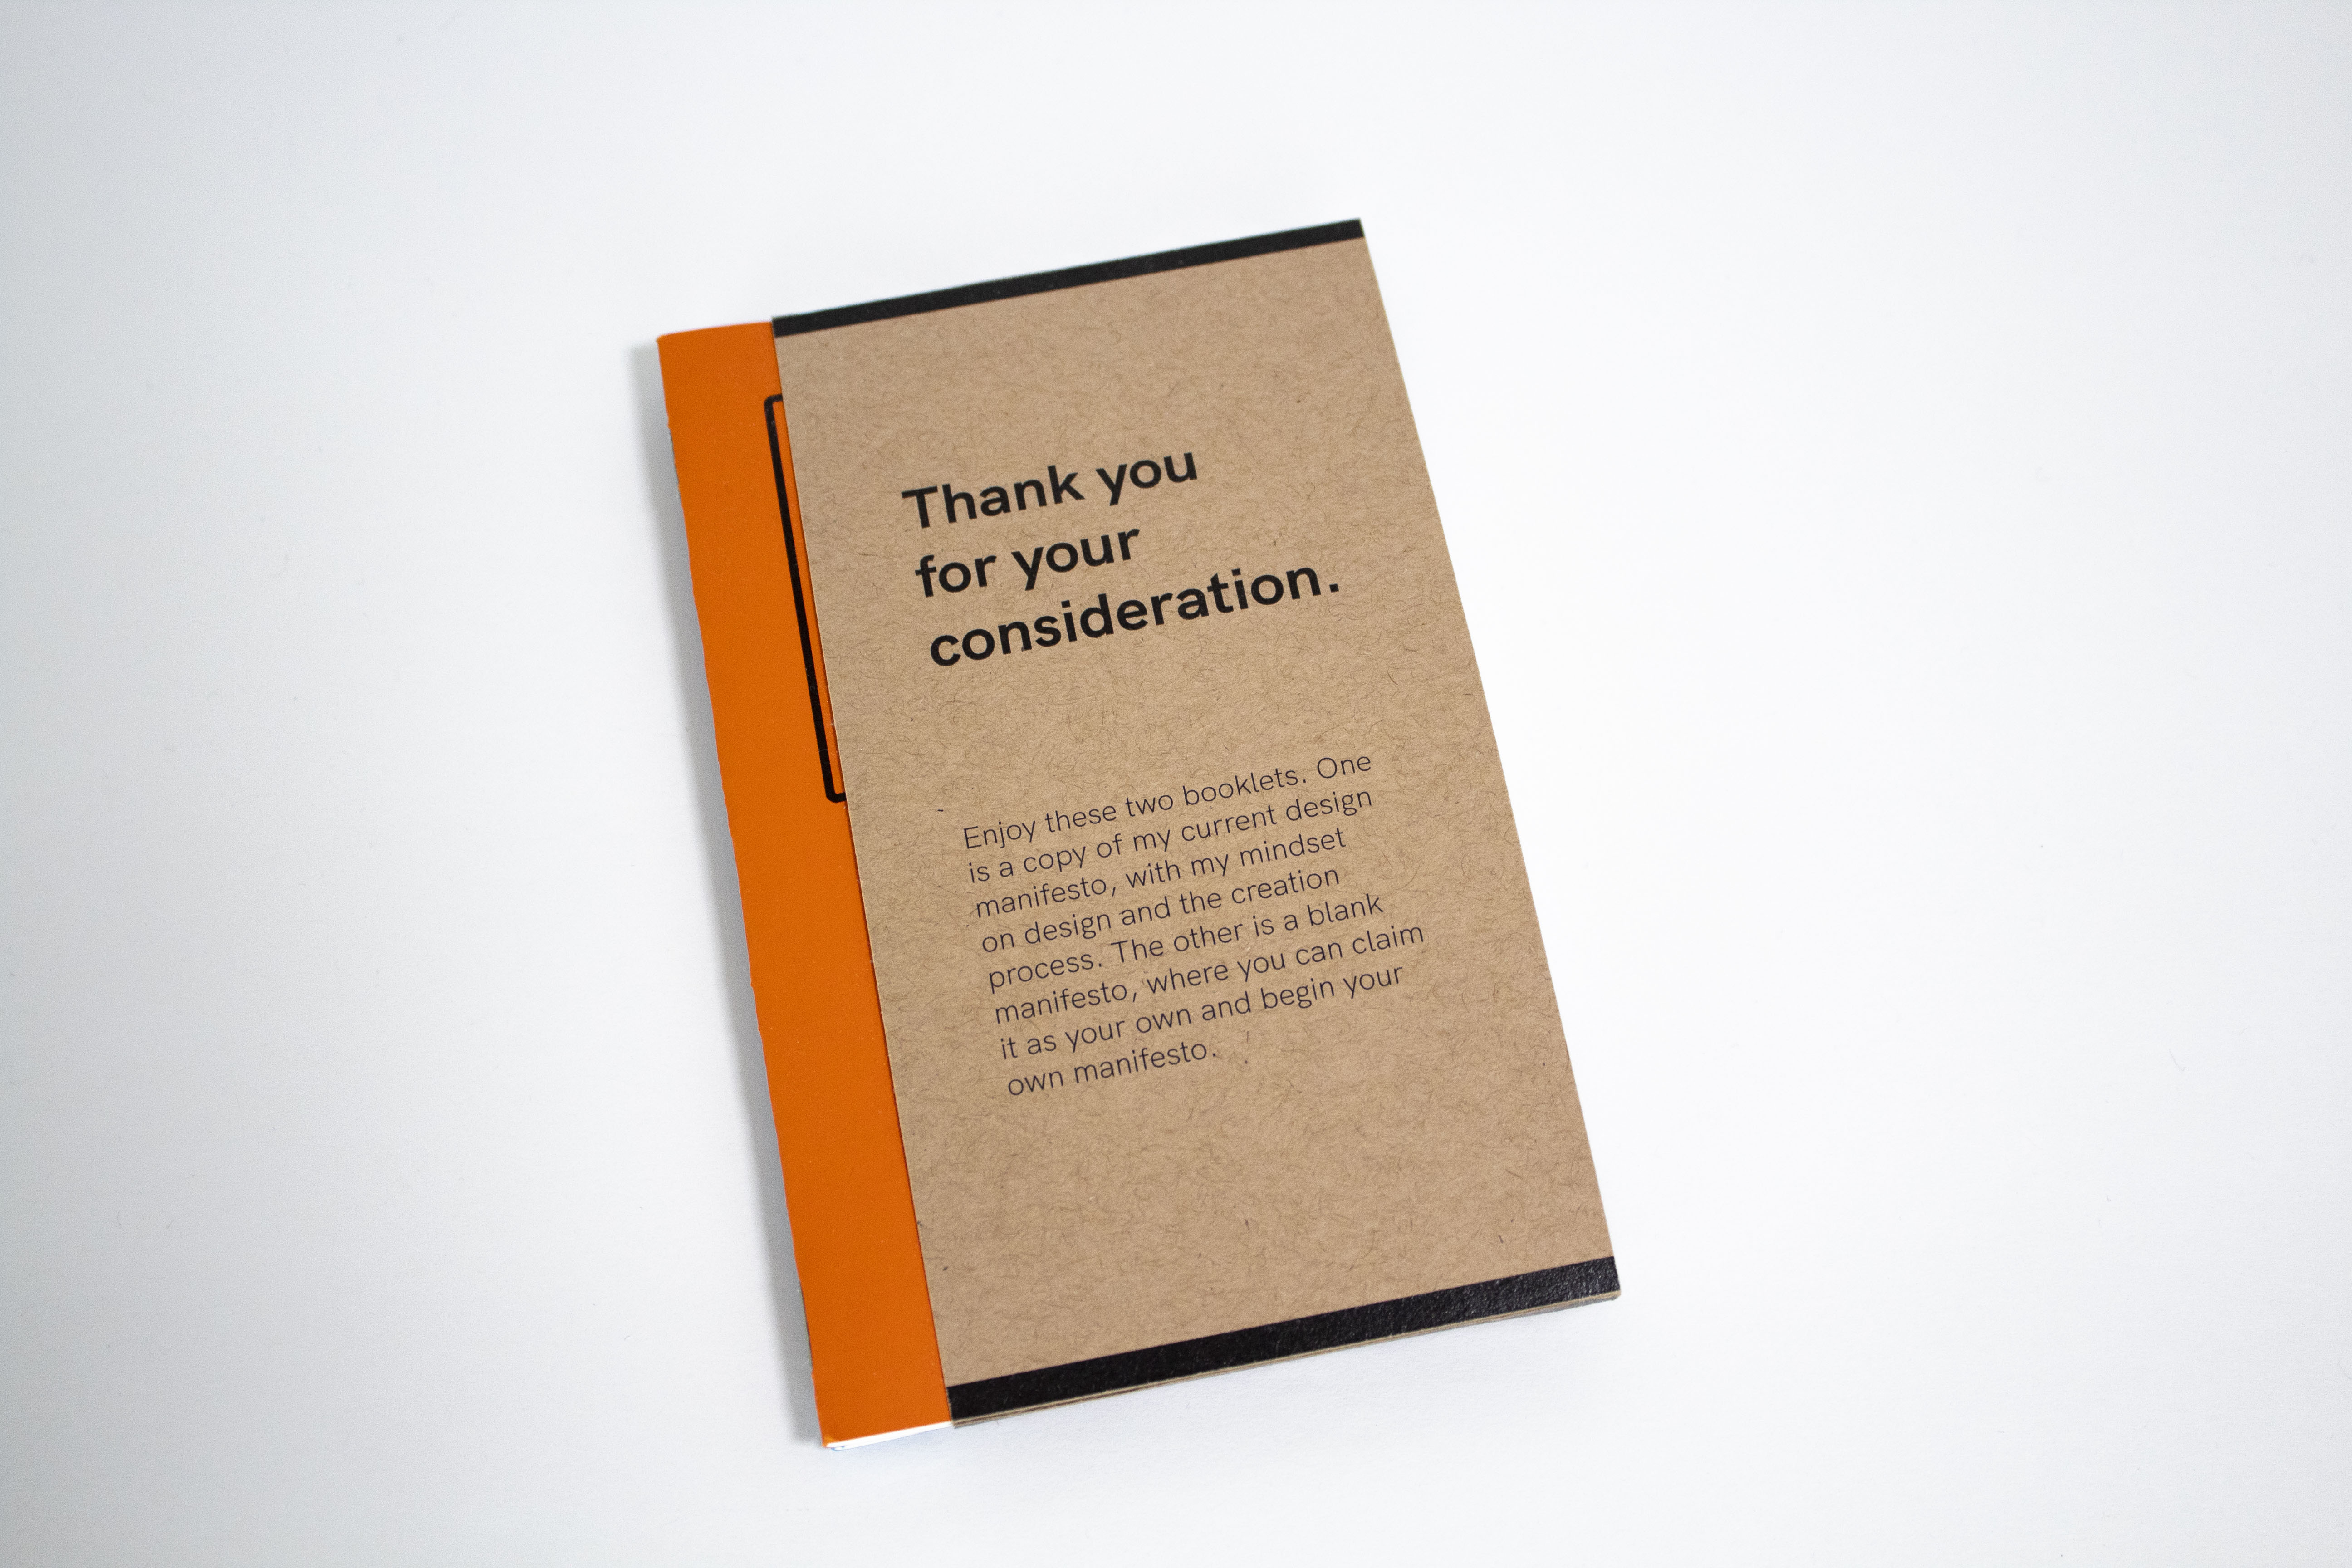 Thank you
for your
consideration.
Enjoy these two booklets. One
is a copy of my current design
manifesto, with my mindset
on design and the creation
process. The other is a blank
manifesto, where you can claim
it as your own and begin your
own manifesto.